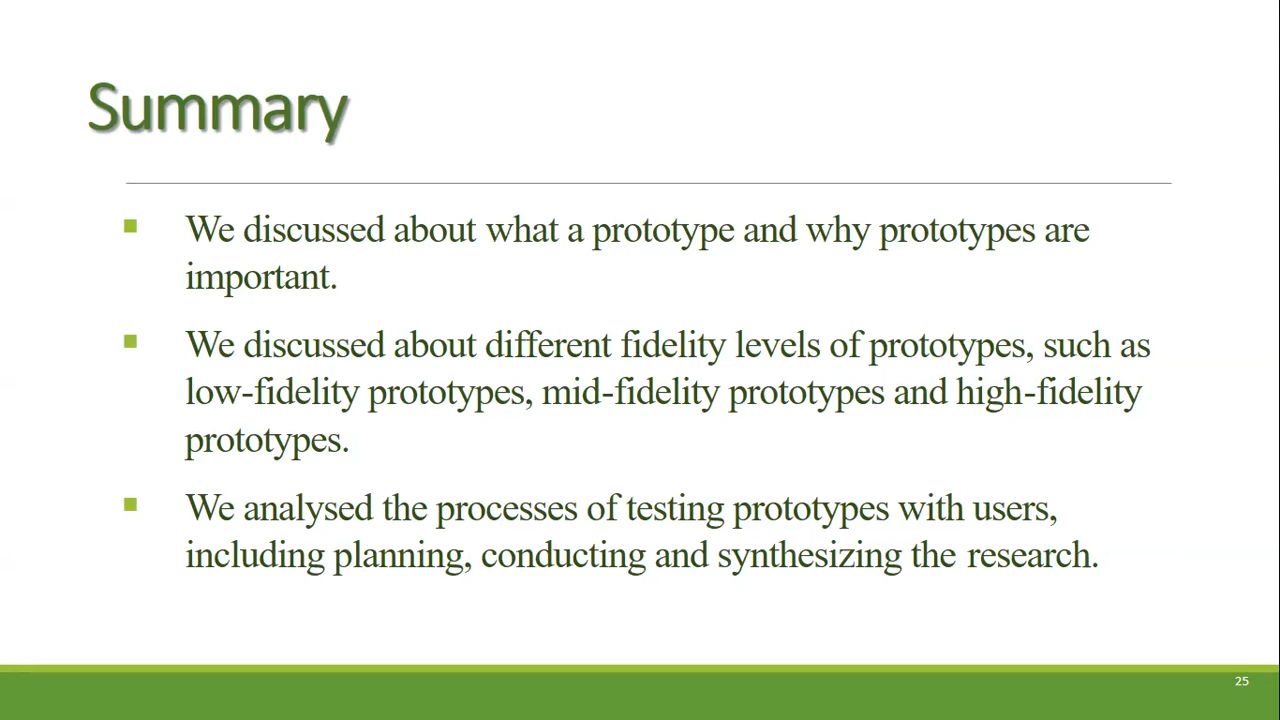 Summary
We discussed about what a prototype and why prototypes are
important.
We discussed about different fidelity levels of prototypes, such as
low-fidelity prototypes, mid-fidelity prototypes and high-fidelity
prototypes.
We analysed the processes of testing prototypes with users,
including planning, conducting and synthesizing the research.
25